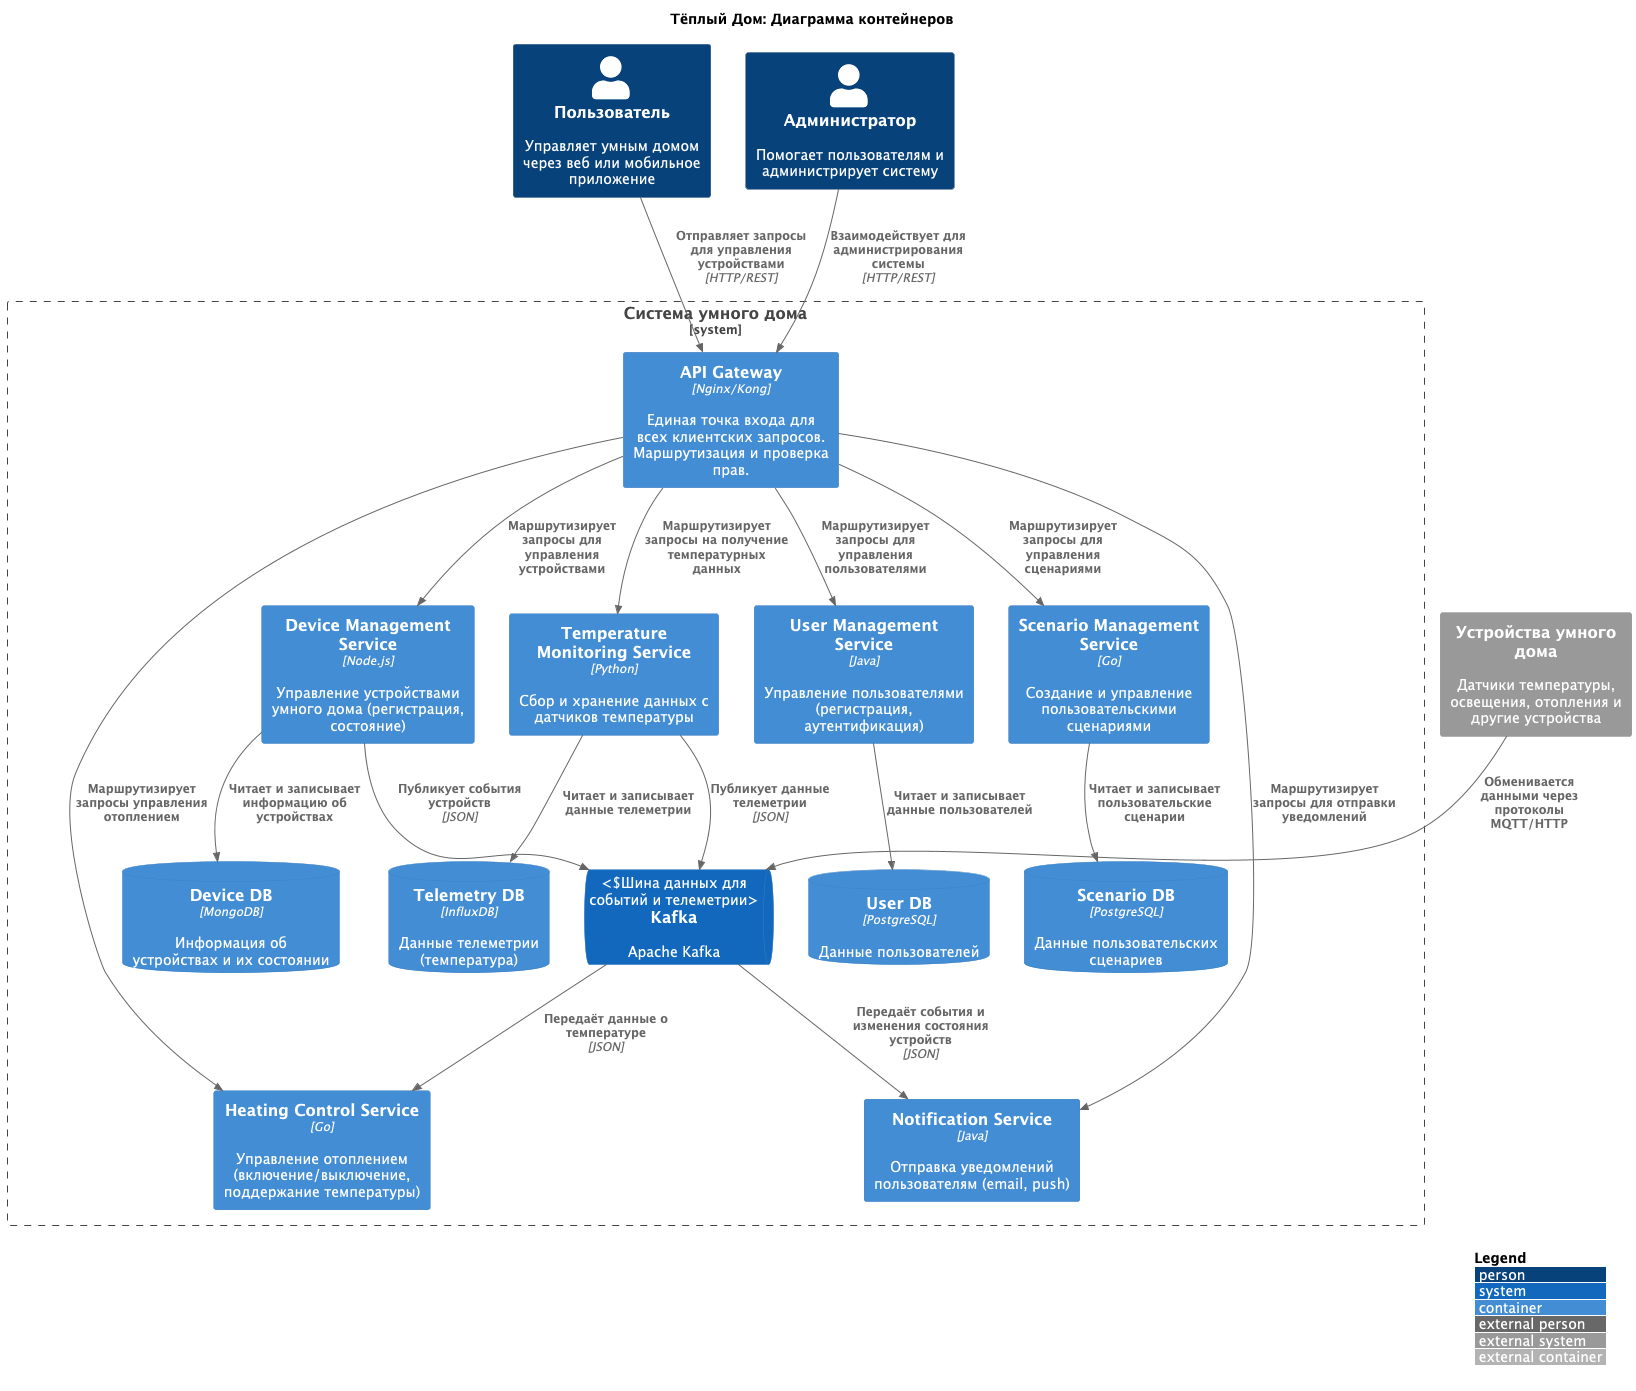 Тёплый Дом: Диаграмма контейнеров
Пользователь
Управляет умным домом
через веб или мобильное
приложение
Администратор
Помогает пользователям и
администрирует систему
Отправляет запросы
для управления
устройствами
[HTTP/REST]
Взаимодействует для
администрирования
системы
[HTTP/REST]
Система умного дома
[system]
API Gateway
[Nginx/Kong]
Единая точка входа для
всех клиентских запросов.
Маршрутизация и проверка
прав.
Маршрутизирует
запросы для
управления
устройствами
Маршрутизирует
запросы на получение
температурных
данных
Маршрутизирует
запросы для
управления
пользователями
Маршрутизирует
запросы для
управления
сценариями
Device Management
Service
[Node.js]
Управление устройствами
умного дома (регистрация,
состояние)
Temperature
Monitoring Service
[Python]
Сбор и хранение данных с
датчиков температуры
User Management
Service
[Java]
Управление пользователями
(регистрация,
аутентификация)
Scenario Management
Service
[Go]
Создание и управление
пользовательскими
сценариями
Устройства умного
дома
Датчики температуры,
освещения, отопления и
другие устройства
Маршрутизирует
запросы управления
отоплением
Читает и записывает
информацию об
устройствах
Публикует события
устройств
[JSON]
Читает и записывает
данные телеметрии
Публикует данные
телеметрии
[JSON]
Читает и записывает
данные пользователей
Читает и записывает
пользовательские
сценарии
Маршрутизирует
запросы для отправки
уведомлений
Обменивается
данными через
протоколы
MQTT/HTTP
Device DB
[MongoDB]
Информация об
устройствах и их состоянии
Telemetry DB
[InfluxDB]
Данные телеметрии
(температура)
<$Шина данных для
событий и телеметрии>
Kafka
Apache Kafka
User DB
[PostgreSQL]
Данные пользователей
Scenario DB
[PostgreSQL]
Данные пользовательских
сценариев
Передаёт данные о
температуре
[JSON]
Передаёт события и
изменения состояния
устройств
[JSON]
Heating Control Service
[Go]
Управление отоплением
(включение/выключение,
поддержание температуры)
Notification Service
[Java]
Отправка уведомлений
пользователям (email, push)
Legend
person
system
container
external person
external system
external container